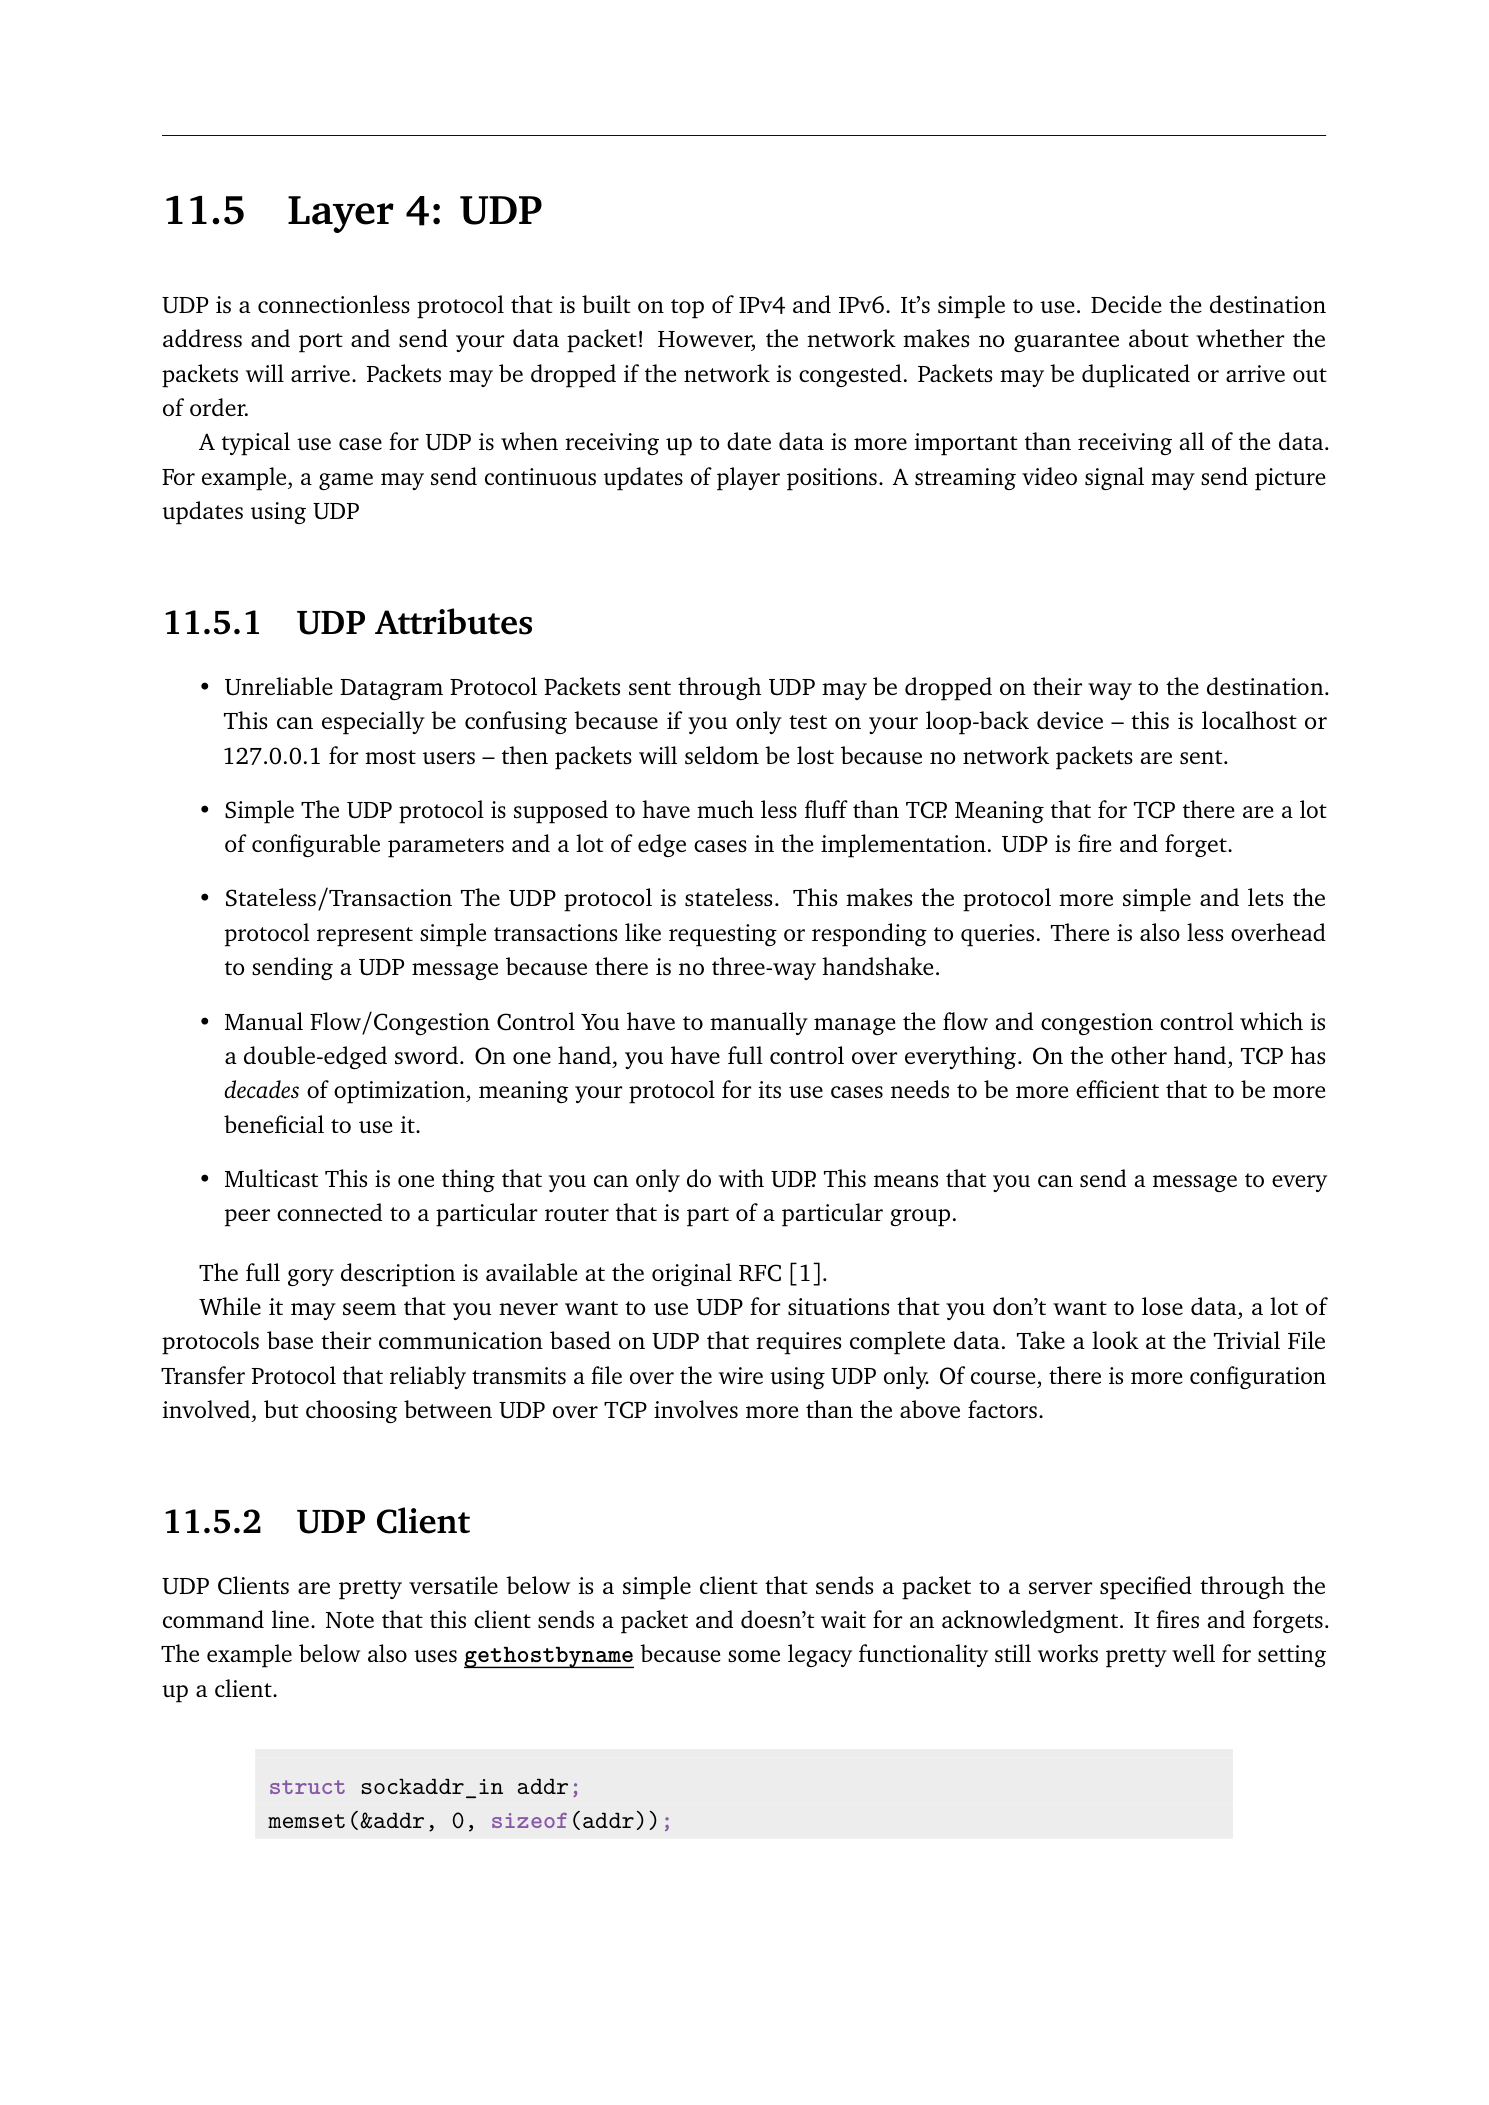 11.5 Layer 4: UDP
UDP is a connectionless protocol that is built on top of IPv4 and IPv6. It’s simple to use. Decide the destination
address and port and send your data packet! However, the network makes no guarantee about whether the
packets will arrive. Packets may be dropped if the network is congested. Packets may be duplicated or arrive out
of order.
A typical use case for UDP is when receiving up to date data is more important than receiving all of the data.
For example, a game may send continuous updates of player positions. A streaming video signal may send picture
updates using UDP
11.5.1 UDP Attributes
• Unreliable Datagram Protocol Packets sent through UDP may be dropped on their way to the destination.
This can especially be confusing because if you only test on your loop-back device – this is localhost or
127.0.0.1 for most users – then packets will seldom be lost because no network packets are sent.
• Simple The UDP protocol is supposed to have much less fluff than TCP. Meaning that for TCP there are a lot
of configurable parameters and a lot of edge cases in the implementation. UDP is fire and forget.
• Stateless/Transaction The UDP protocol is stateless. This makes the protocol more simple and lets the
protocol represent simple transactions like requesting or responding to queries. There is also less overhead
to sending a UDP message because there is no three-way handshake.
• Manual Flow/Congestion Control You have to manually manage the flow and congestion control which is
a double-edged sword. On one hand, you have full control over everything. On the other hand, TCP has
decades of optimization, meaning your protocol for its use cases needs to be more efficient that to be more
beneficial to use it.
• Multicast This is one thing that you can only do with UDP. This means that you can send a message to every
peer connected to a particular router that is part of a particular group.
The full gory description is available at the original RFC [1].
While it may seem that you never want to use UDP for situations that you don’t want to lose data, a lot of
protocols base their communication based on UDP that requires complete data. Take a look at the Trivial File
Transfer Protocol that reliably transmits a file over the wire using UDP only. Of course, there is more configuration
involved, but choosing between UDP over TCP involves more than the above factors.
11.5.2 UDP Client
UDP Clients are pretty versatile below is a simple client that sends a packet to a server specified through the
command line. Note that this client sends a packet and doesn’t wait for an acknowledgment. It fires and forgets.
The example below also uses gethostbyname because some legacy functionality still works pretty well for setting
up a client.
struct sockaddr_in addr;
memset(&addr, 0, sizeof(addr));